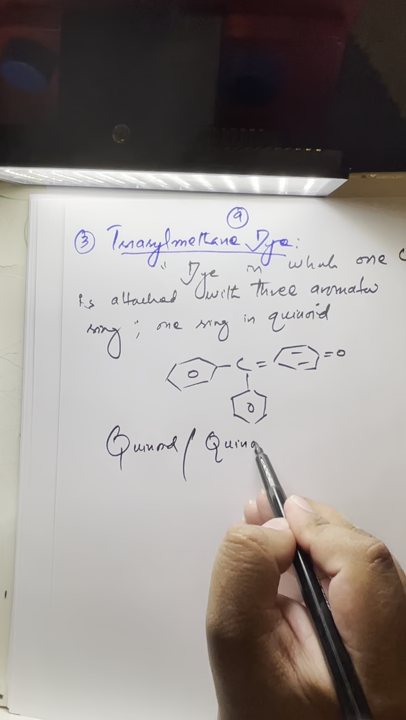 9
③ Triarylmethane Dye:
"Dye in which one C
is attached with three aromatic
ring; one ring in quinoid
C = = O
Quinoid / Quino